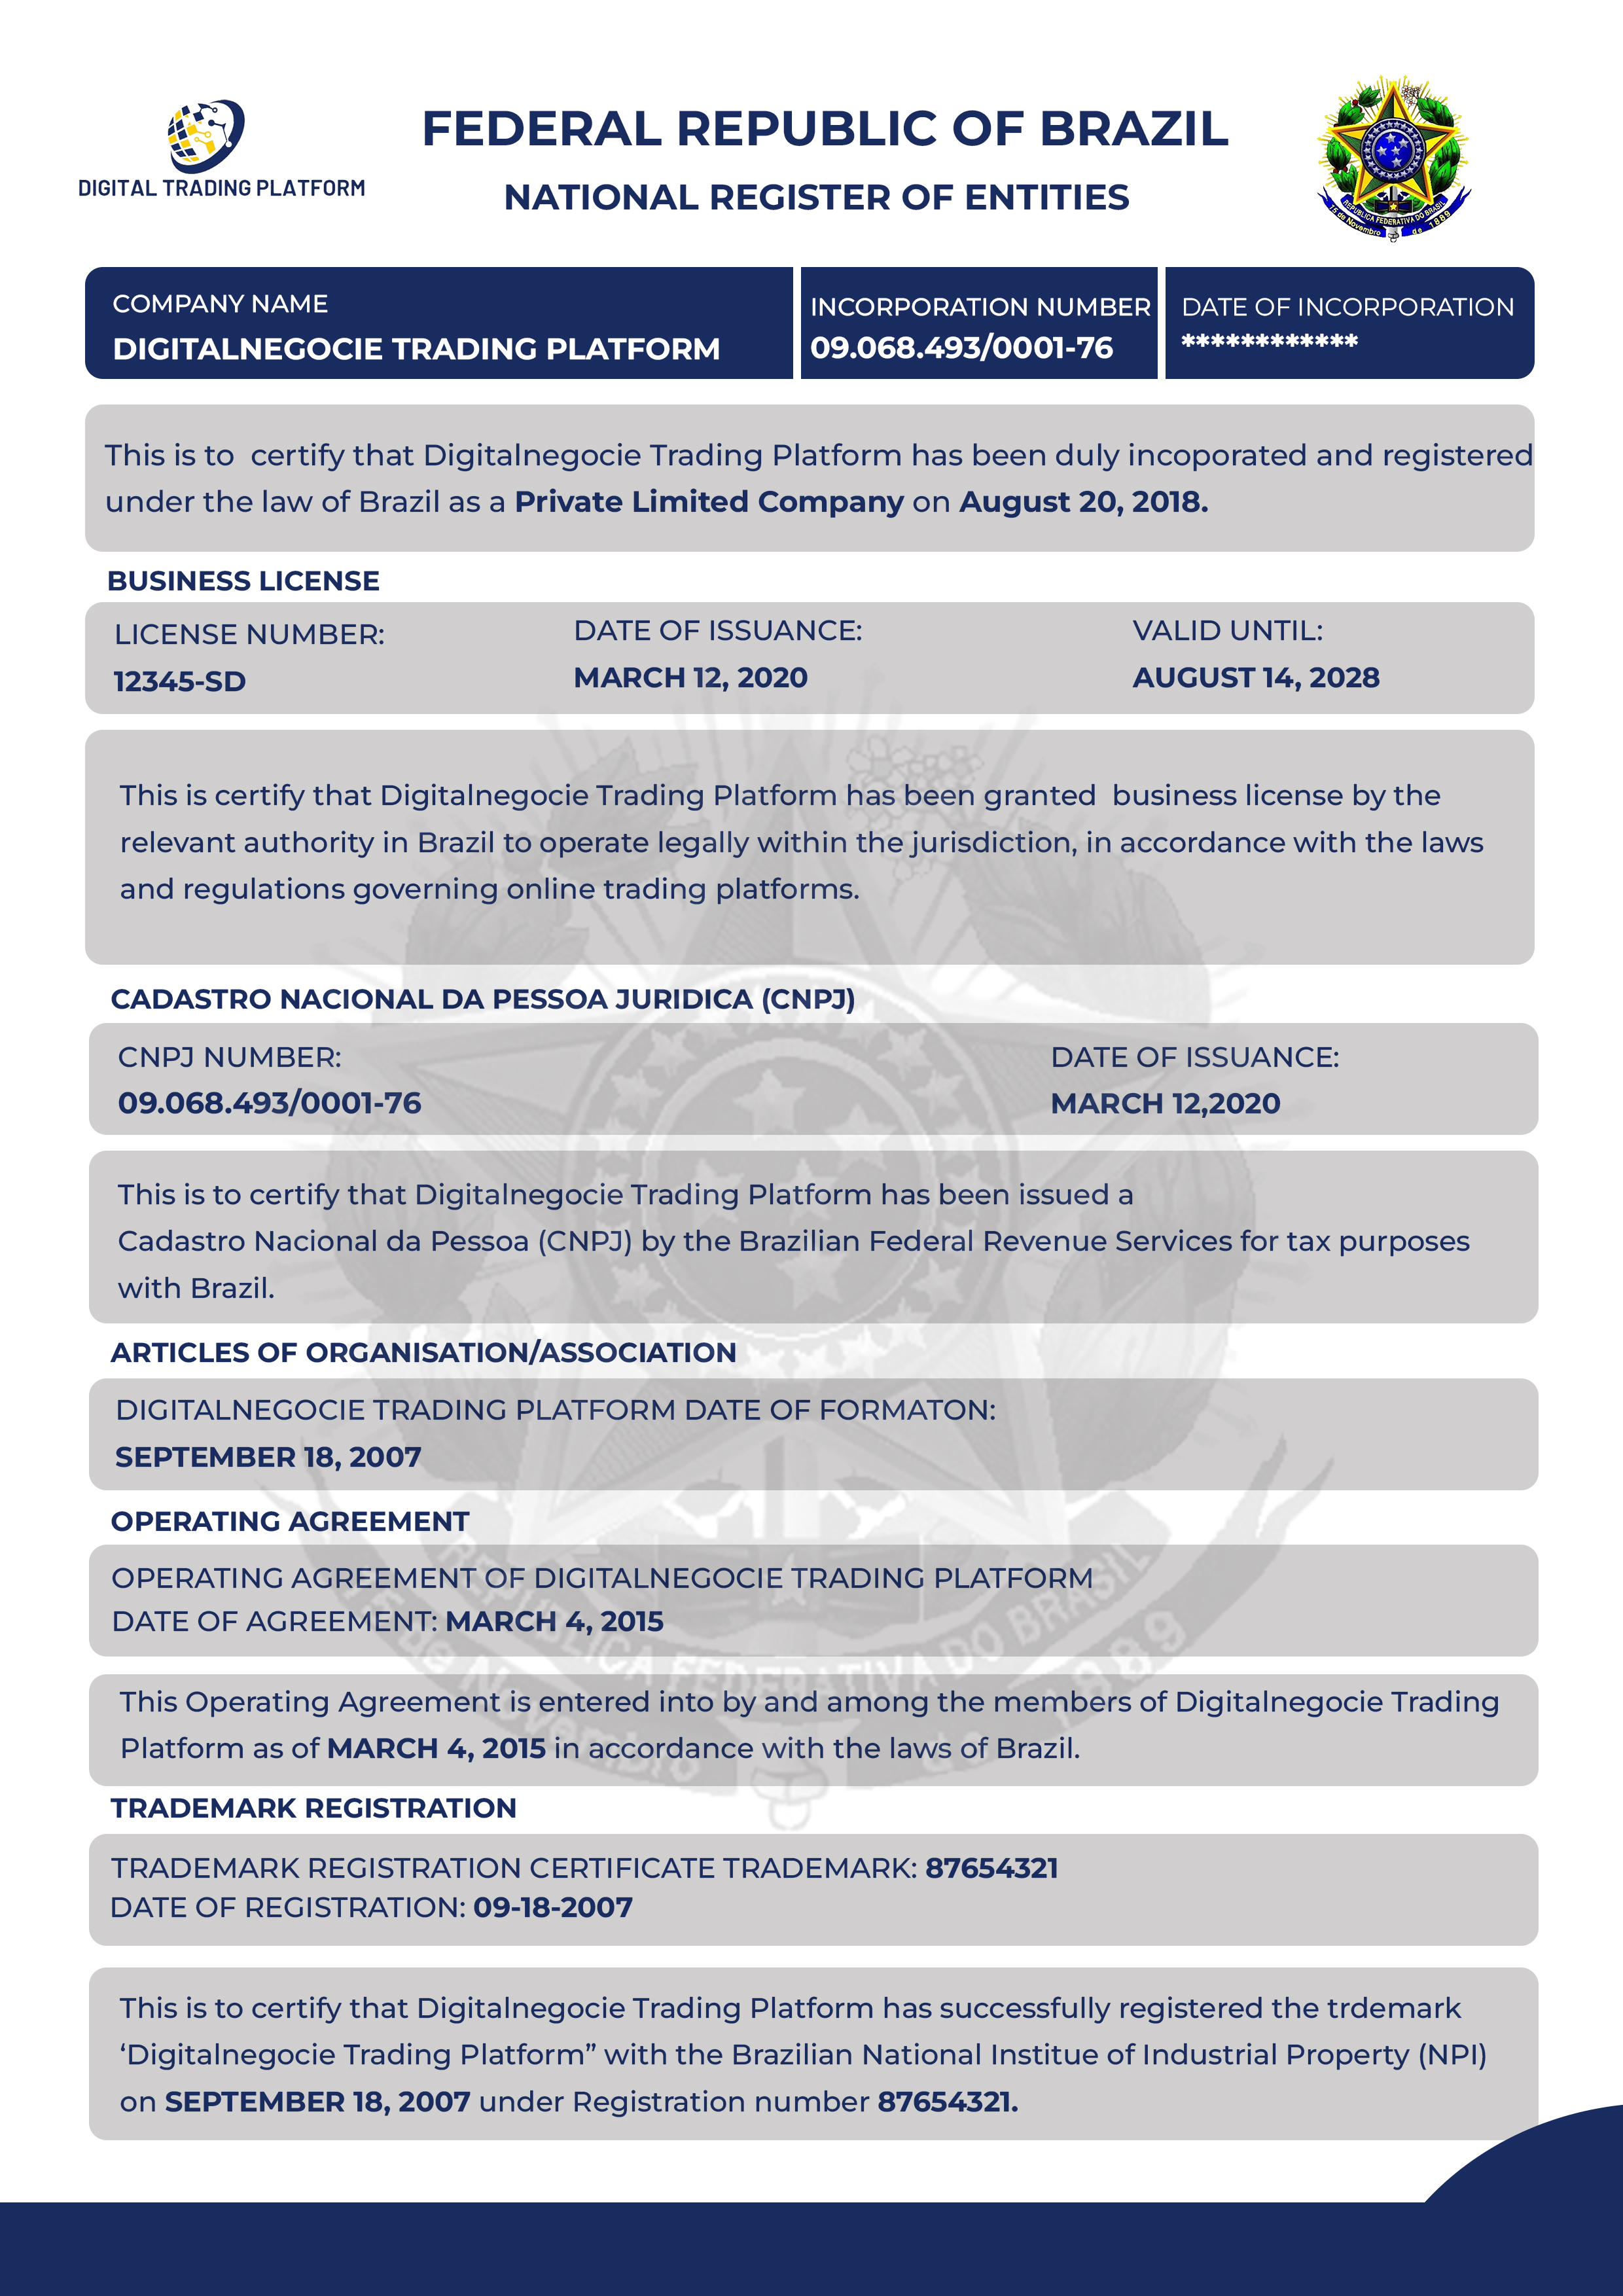 DIGITAL TRADING PLATFORM
FEDERAL REPUBLIC OF BRAZIL
NATIONAL REGISTER OF ENTITIES
REPUBLICA FEDERATIVA DO BRASIL
15 de Novembro de 1889
COMPANY NAME
DIGITALNEGOCIE TRADING PLATFORM
INCORPORATION NUMBER
09.068.493/0001-76
DATE OF INCORPORATION
************
This is to certify that Digitalnegocie Trading Platform has been duly incoporated and registered
under the law of Brazil as a Private Limited Company on August 20, 2018.
BUSINESS LICENSE
LICENSE NUMBER:
12345-SD
DATE OF ISSUANCE:
MARCH 12, 2020
VALID UNTIL:
AUGUST 14, 2028
This is certify that Digitalnegocie Trading Platform has been granted business license by the
relevant authority in Brazil to operate legally within the jurisdiction, in accordance with the laws
and regulations governing online trading platforms.
CADASTRO NACIONAL DA PESSOA JURIDICA (CNPJ)
CNPJ NUMBER:
09.068.493/0001-76
DATE OF ISSUANCE:
MARCH 12,2020
This is to certify that Digitalnegocie Trading Platform has been issued a
Cadastro Nacional da Pessoa (CNPJ) by the Brazilian Federal Revenue Services for tax purposes
with Brazil.
ARTICLES OF ORGANISATION/ASSOCIATION
DIGITALNEGOCIE TRADING PLATFORM DATE OF FORMATON:
SEPTEMBER 18, 2007
OPERATING AGREEMENT
OPERATING AGREEMENT OF DIGITALNEGOCIE TRADING PLATFORM
DATE OF AGREEMENT: MARCH 4, 2015
REPUBLICA FEDERATIVA DO BRASIL
15 de Novembro de 1889
This Operating Agreement is entered into by and among the members of Digitalnegocie Trading
Platform as of MARCH 4, 2015 in accordance with the laws of Brazil.
TRADEMARK REGISTRATION
TRADEMARK REGISTRATION CERTIFICATE TRADEMARK: 87654321
DATE OF REGISTRATION: 09-18-2007
This is to certify that Digitalnegocie Trading Platform has successfully registered the trdemark
‘Digitalnegocie Trading Platform” with the Brazilian National Institue of Industrial Property (NPI)
on SEPTEMBER 18, 2007 under Registration number 87654321.